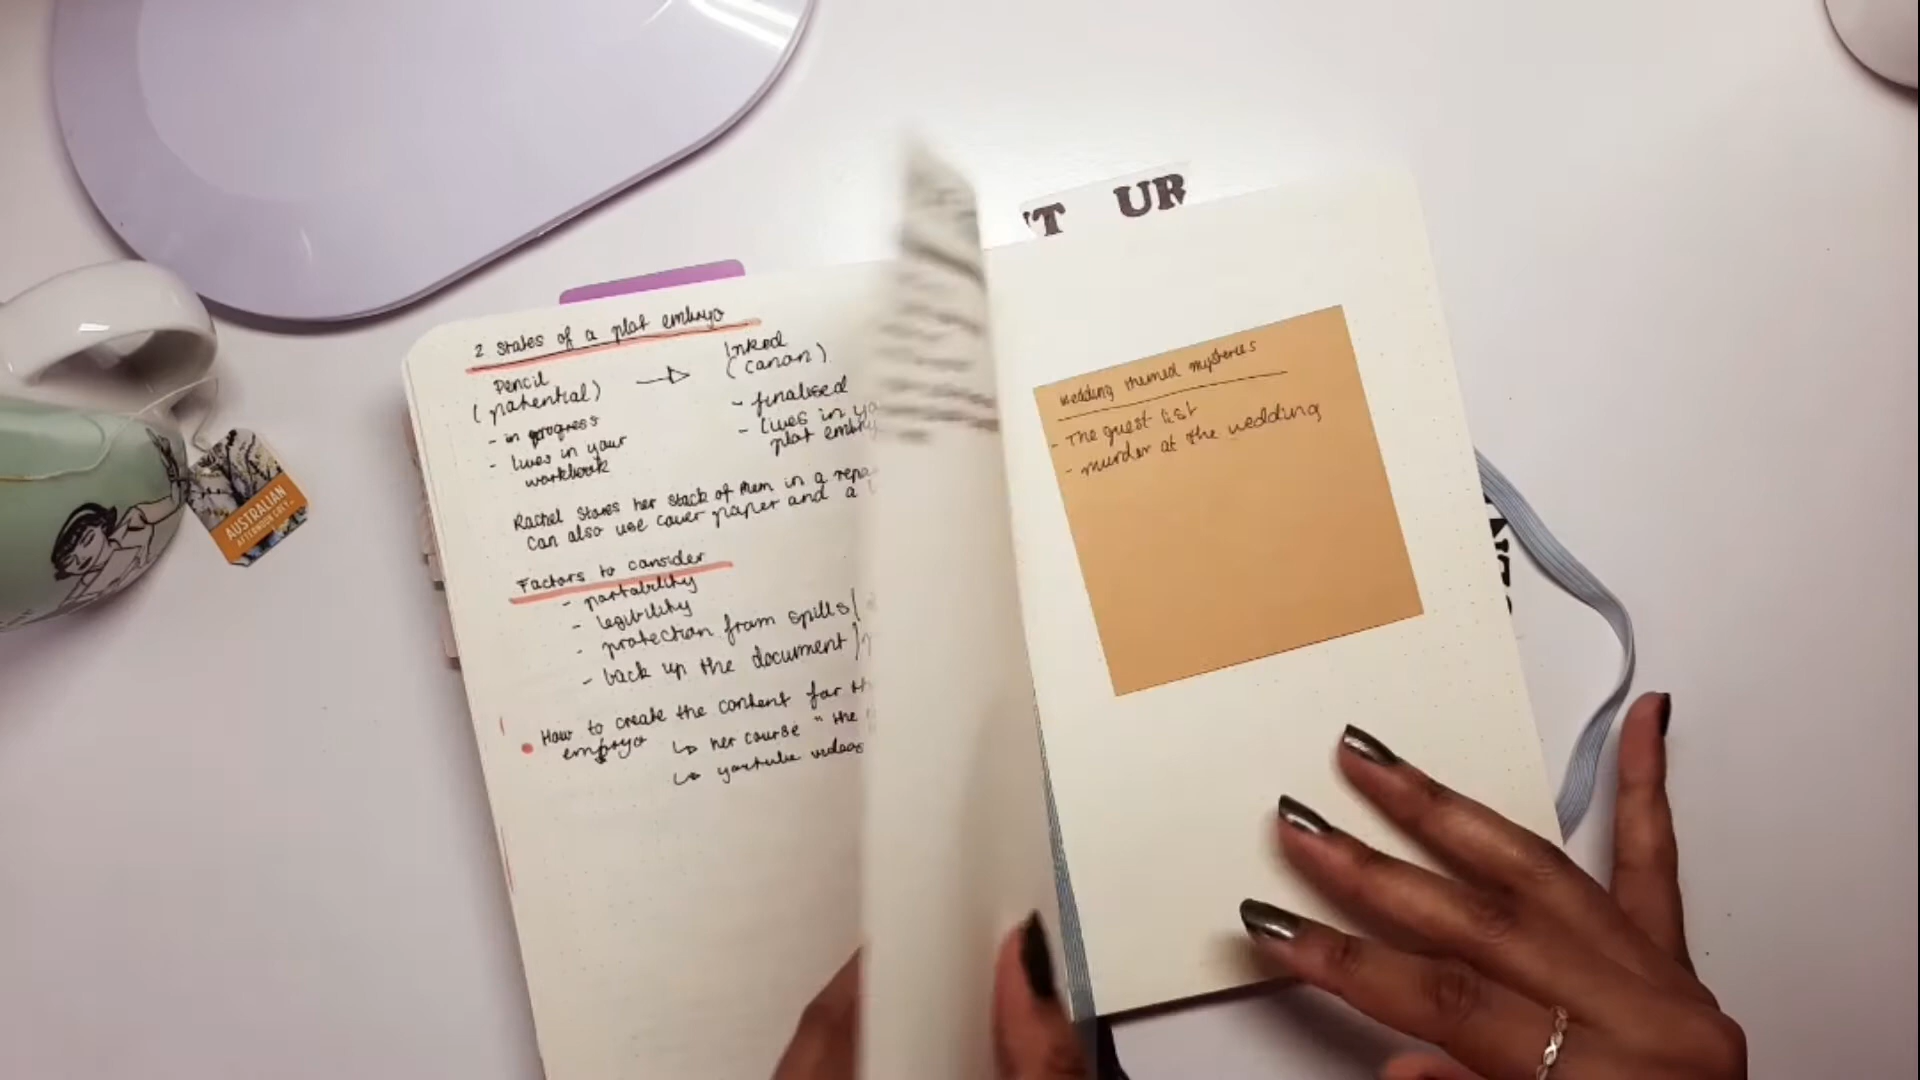 2 States of a plot embryo
Pencil
(potential)
- in progress
- lives in your
workbook
Inked
(canon)
- finalised
- lives in
plot
Rachel stores her stack of them in a
can also use cover paper and a
Factors to consider
- portability
- legibility
- protection from spills (
- back up the document /
How to create the content for
embryo
↳ her course "the
↳ youtube videos
AUSTRALIAN
AFTERNOON GREY
T UR
wedding themed mysteries
- The guest list
- murder at the wedding